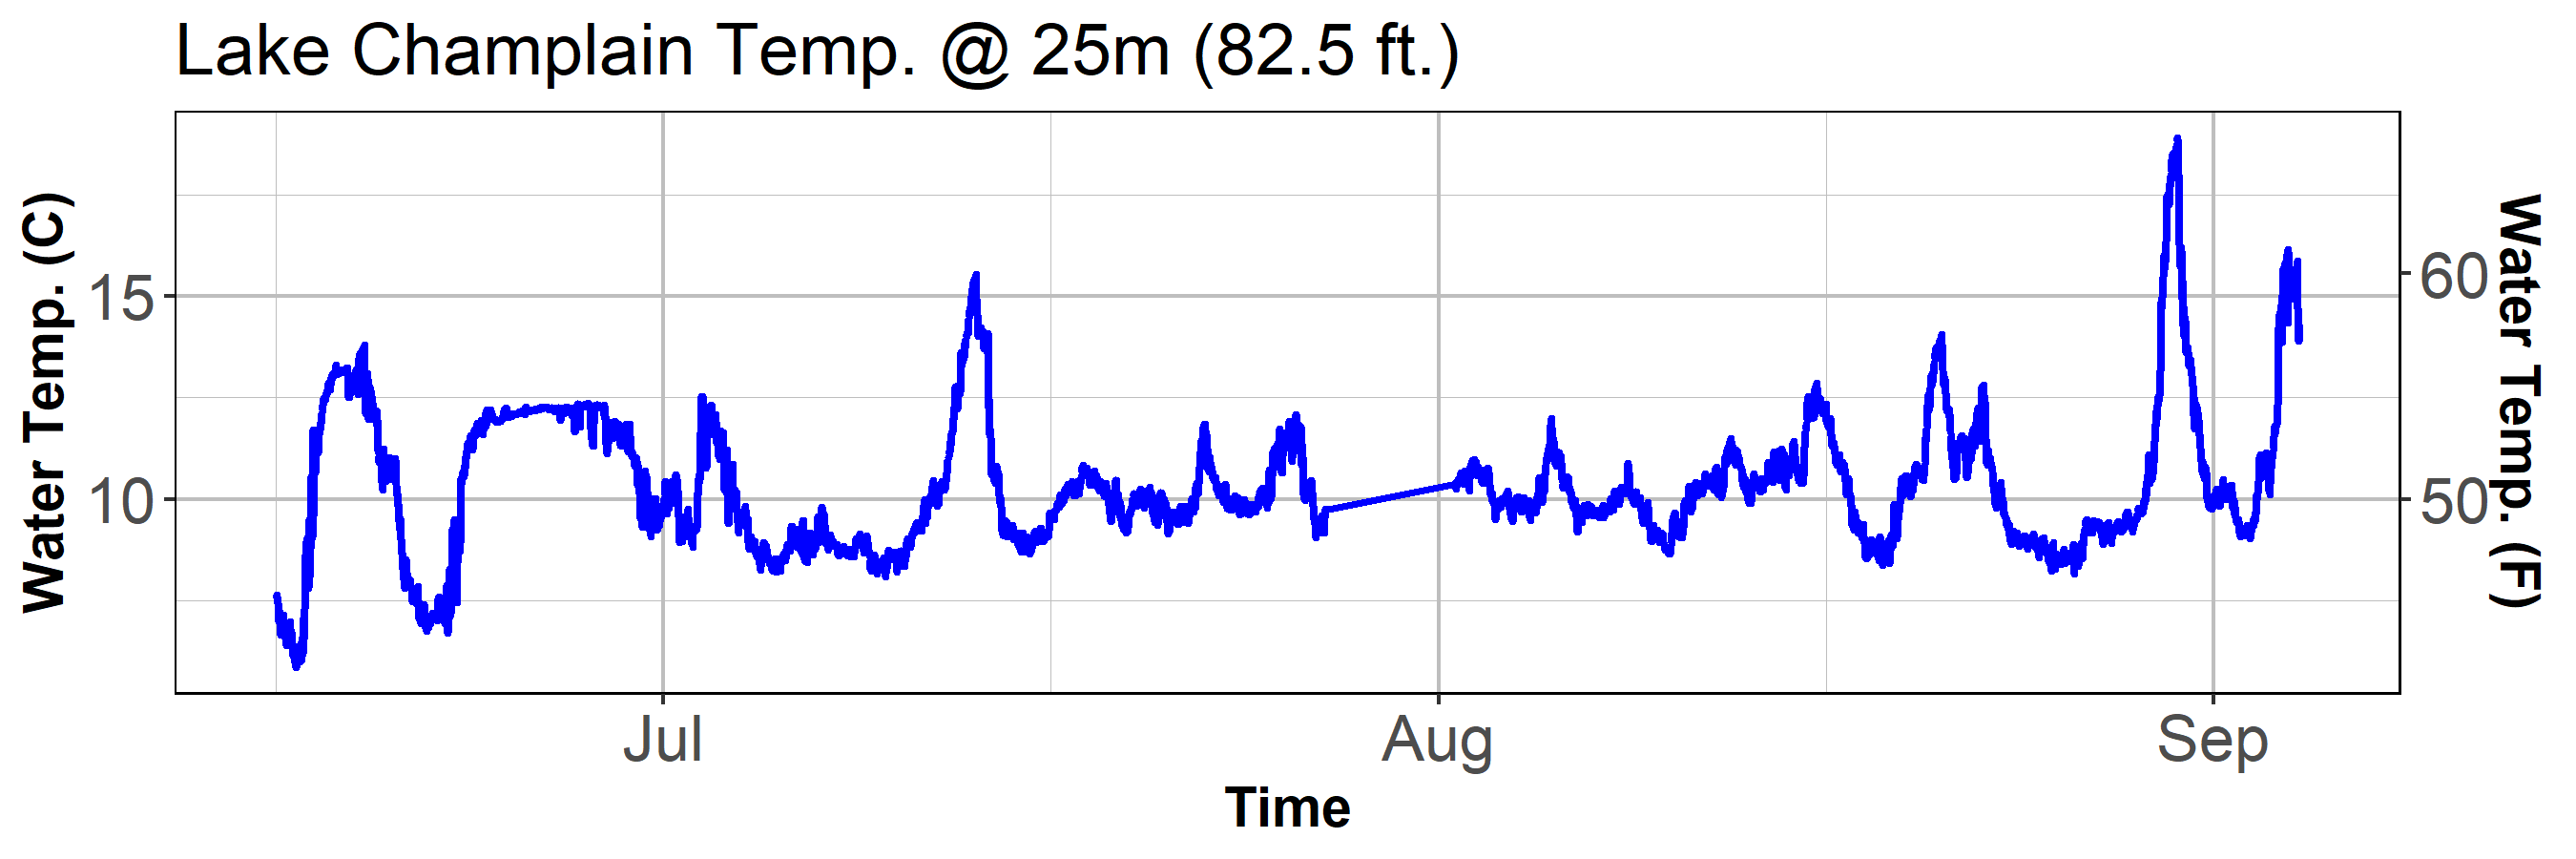 Lake Champlain Temp. @ 25m (82.5 ft.)
Water Temp. (C)
15
10
60
50
Water Temp. (F)
Jul
Aug
Sep
Time